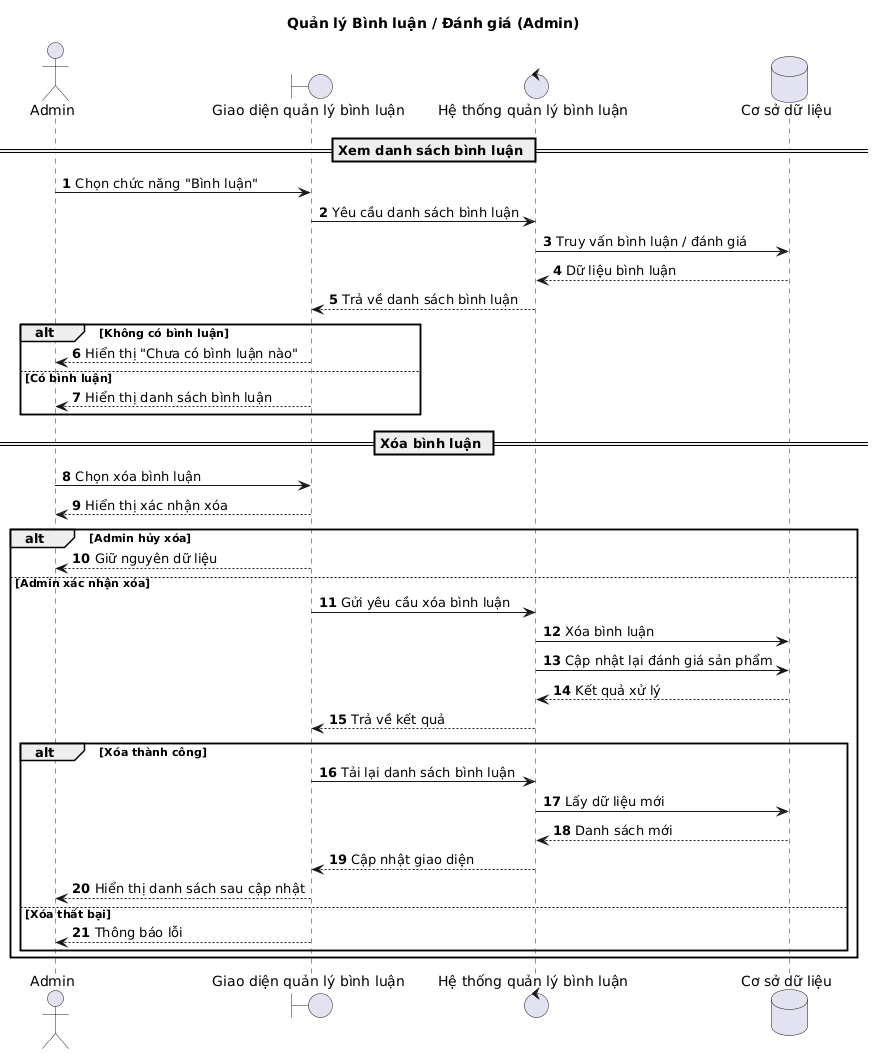 Quản lý Bình luận / Đánh giá (Admin)
Admin
Giao diện quản lý bình luận
Hệ thống quản lý bình luận
Cơ sở dữ liệu
Xem danh sách bình luận
1 Chọn chức năng "Bình luận"
2 Yêu cầu danh sách bình luận
3 Truy vấn bình luận / đánh giá
4 Dữ liệu bình luận
5 Trả về danh sách bình luận
alt [Không có bình luận]
6 Hiển thị "Chưa có bình luận nào"
[Có bình luận]
7 Hiển thị danh sách bình luận
Xóa bình luận
8 Chọn xóa bình luận
9 Hiển thị xác nhận xóa
alt [Admin hủy xóa]
10 Giữ nguyên dữ liệu
[Admin xác nhận xóa]
11 Gửi yêu cầu xóa bình luận
12 Xóa bình luận
13 Cập nhật lại đánh giá sản phẩm
14 Kết quả xử lý
15 Trả về kết quả
alt [Xóa thành công]
16 Tải lại danh sách bình luận
17 Lấy dữ liệu mới
18 Danh sách mới
19 Cập nhật giao diện
20 Hiển thị danh sách sau cập nhật
[Xóa thất bại]
21 Thông báo lỗi
Admin
Giao diện quản lý bình luận
Hệ thống quản lý bình luận
Cơ sở dữ liệu